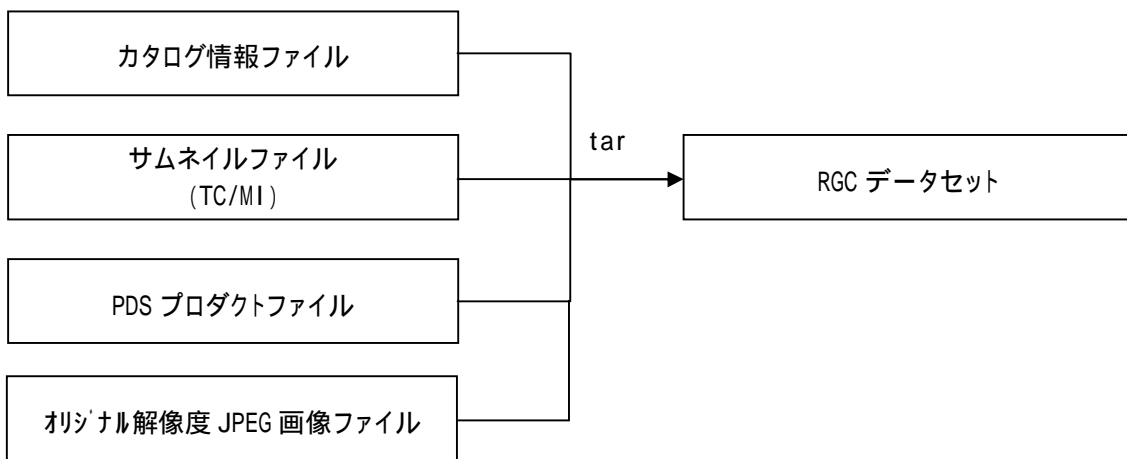 カタログ情報ファイル
サムネイルファイル
(TC/MI)
tar
RGC データセット
PDS プロダクトファイル
ｵﾘｼﾞﾅﾙ解像度 JPEG 画像ファイル